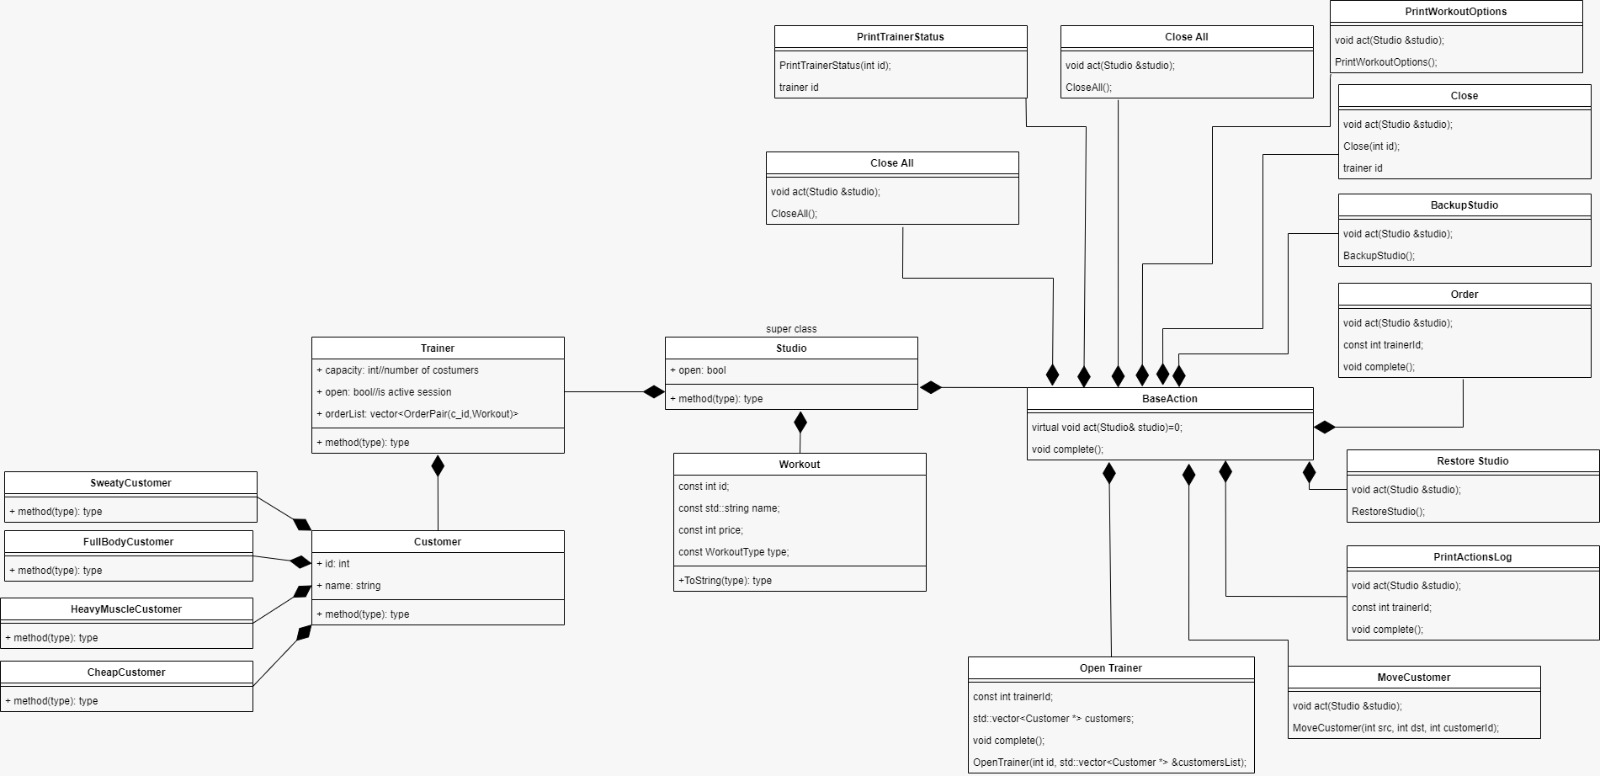 PrintWorkoutOptions
void act(Studio &studio);
PrintWorkoutOptions();
PrintTrainerStatus
PrintTrainerStatus(int id);
trainer id
Close All
void act(Studio &studio);
CloseAll();
Close
void act(Studio &studio);
Close(int id);
trainer id
Close All
void act(Studio &studio);
CloseAll();
BackupStudio
void act(Studio &studio);
BackupStudio();
Order
void act(Studio &studio);
const int trainerId;
void complete();
super class
Studio
+ open: bool
+ method(type): type
Trainer
+ capacity: int//number of costumers
+ open: bool//is active session
+ orderList: vector<OrderPair(c_id,Workout)>
+ method(type): type
BaseAction
virtual void act(Studio& studio)=0;
void complete();
Workout
const int id;
const std::string name;
const int price;
const WorkoutType type;
+ToString(type): type
Restore Studio
void act(Studio &studio);
RestoreStudio();
SweatyCustomer
+ method(type): type
FullBodyCustomer
+ method(type): type
HeavyMuscleCustomer
+ method(type): type
CheapCustomer
+ method(type): type
Customer
+ id: int
+ name: string
+ method(type): type
PrintActionsLog
void act(Studio &studio);
const int trainerId;
void complete();
Open Trainer
const int trainerId;
std::vector<Customer *> customers;
void complete();
OpenTrainer(int id, std::vector<Customer *> &customersList);
MoveCustomer
void act(Studio &studio);
MoveCustomer(int src, int dst, int customerId);